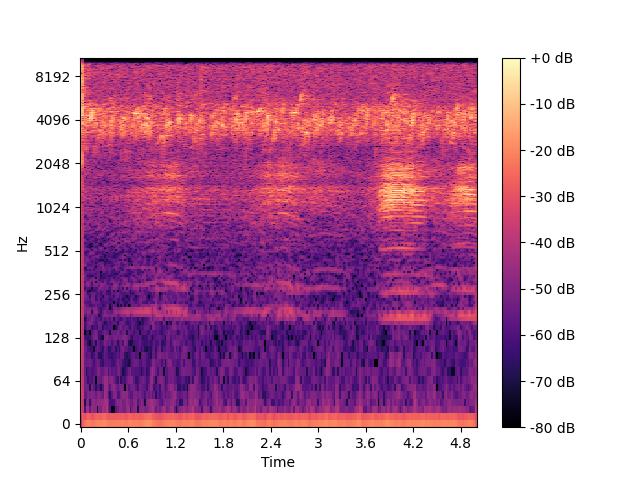 8192
4096
2048
1024
512
256
128
64
0
Hz
0
0.6
1.2
1.8
2.4
3
3.6
4.2
4.8
Time
+0 dB
-10 dB
-20 dB
-30 dB
-40 dB
-50 dB
-60 dB
-70 dB
-80 dB